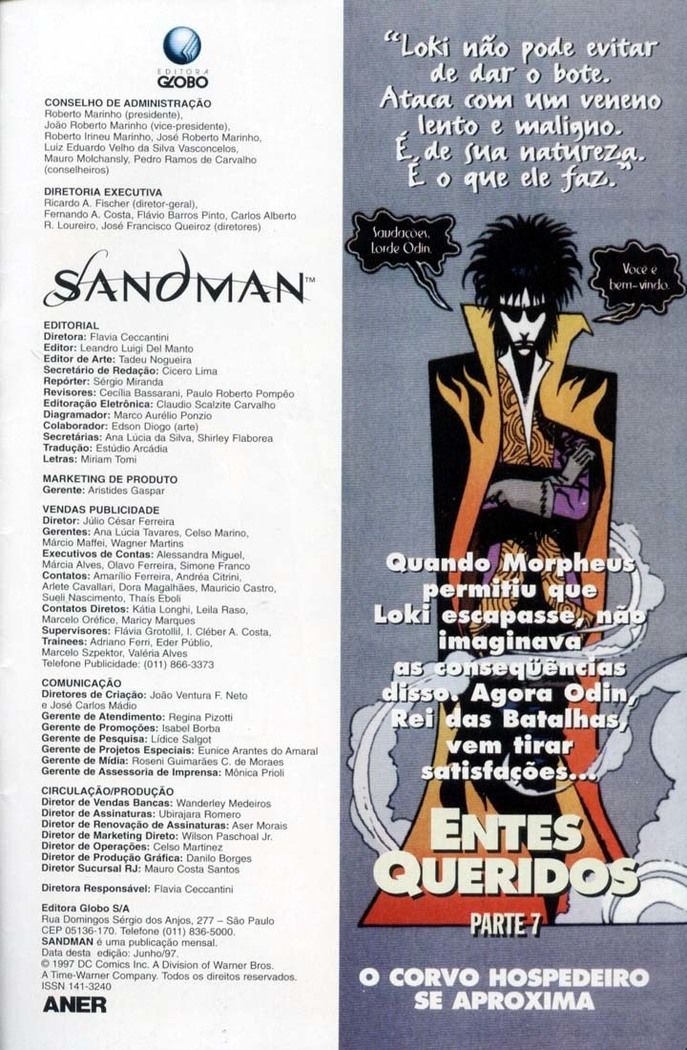 EDITORA
GLOBO
CONSELHO DE ADMINISTRAÇÃO
Roberto Marinho (presidente),
João Roberto Marinho (vice-presidente),
Roberto Irineu Marinho, José Roberto Marinho,
Luiz Eduardo Velho da Silva Vasconcelos,
Mauro Molchansly, Pedro Ramos de Carvalho
(conselheiros)
DIRETORIA EXECUTIVA
Ricardo A. Fischer (diretor-geral),
Fernando A. Costa, Flávio Barros Pinto, Carlos Alberto
R. Loureiro, José Francisco Queiroz (diretores)
SANDMAN™
EDITORIAL
Diretora: Flavia Ceccantini
Editor: Leandro Luigi Del Manto
Editor de Arte: Tadeu Nogueira
Secretário de Redação: Cicero Lima
Repórter: Sérgio Miranda
Revisores: Cecília Bassarani, Paulo Roberto Pompêo
Editoração Eletrônica: Claudio Scalzite Carvalho
Diagramador: Marco Aurélio Ponzio
Colaborador: Edson Diogo (arte)
Secretárias: Ana Lúcia da Silva, Shirley Flaborea
Tradução: Estúdio Arcádia
Letras: Miriam Tomi
MARKETING DE PRODUTO
Gerente: Aristides Gaspar
VENDAS PUBLICIDADE
Diretor: Júlio César Ferreira
Gerentes: Ana Lúcia Tavares, Celso Marino,
Márcio Maffei, Wagner Martins
Executivos de Contas: Alessandra Miguel,
Márcia Alves, Olavo Ferreira, Simone Franco
Contatos: Amarílio Ferreira, Andréa Citrini,
Arlete Cavallari, Dora Magalhães, Mauricio Castro,
Sueli Nascimento, Thaís Eboli
Contatos Diretos: Kátia Longhi, Leila Raso,
Marcelo Oréfice, Maricy Marques
Supervisores: Flávia Grotollil, I. Cléber A. Costa,
Trainees: Adriano Ferri, Eder Públio,
Marcelo Szpektor, Valéria Alves
Telefone Publicidade: (011) 866-3373
COMUNICAÇÃO
Diretores de Criação: João Ventura F. Neto
e José Carlos Mádio
Gerente de Atendimento: Regina Pizotti
Gerente de Promoções: Isabel Borba
Gerente de Pesquisa: Lídice Salgot
Gerente de Projetos Especiais: Eunice Arantes do Amaral
Gerente de Mídia: Roseni Guimarães C. de Moraes
Gerente de Assessoria de Imprensa: Mônica Prioli
CIRCULAÇÃO/PRODUÇÃO
Diretor de Vendas Bancas: Wanderley Medeiros
Diretor de Assinaturas: Ubirajara Romero
Diretor de Renovação de Assinaturas: Aser Morais
Diretor de Marketing Direto: Wilson Paschoal Jr.
Diretor de Operações: Celso Martinez
Diretor de Produção Gráfica: Danilo Borges
Diretor Sucursal RJ: Mauro Costa Santos
Diretora Responsável: Flavia Ceccantini
Editora Globo S/A
Rua Domingos Sérgio dos Anjos, 277 – São Paulo
CEP 05136-170. Telefone (011) 836-5000.
SANDMAN é uma publicação mensal.
Data desta edição: Junho/97.
© 1997 DC Comics Inc. A Division of Warner Bros.
A Time-Warner Company. Todos os direitos reservados.
ISSN 141-3240
ANER
“Loki não pode evitar
de dar o bote.
Ataca com um veneno
lento e maligno.
É de sua natureza.
É o que ele faz.”
Saudações,
Lorde Odin.
Você é
bem-vindo.
Quando Morpheus
permitiu que
Loki escapasse, não
imaginava
as conseqüências
disso. Agora Odin,
Rei das Batalhas,
vem tirar
satisfações...
ENTES
QUERIDOS
PARTE 7
O CORVO HOSPEDEIRO
SE APROXIMA